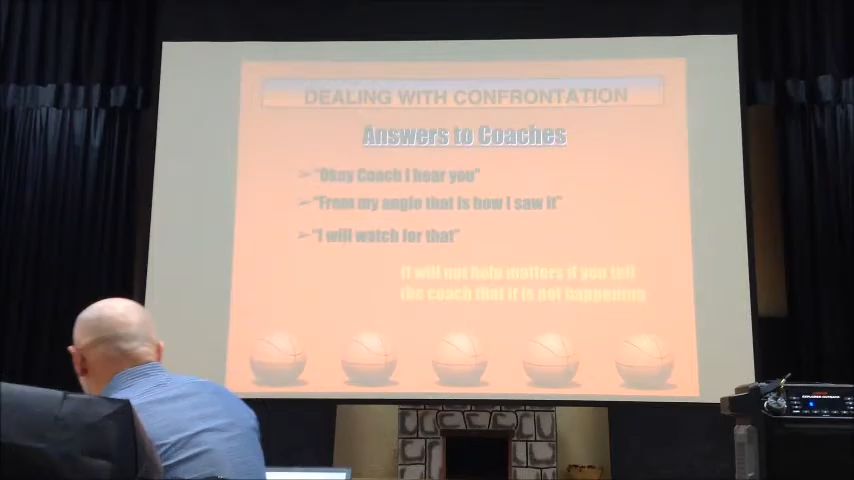 DEALING WITH CONFRONTATION
Answers to Coaches
➢"Okay Coach I hear you"
➢"From my angle that is how I saw it"
➢"I will watch for that"
It will not help matters if you tell
the coach that it is not happening